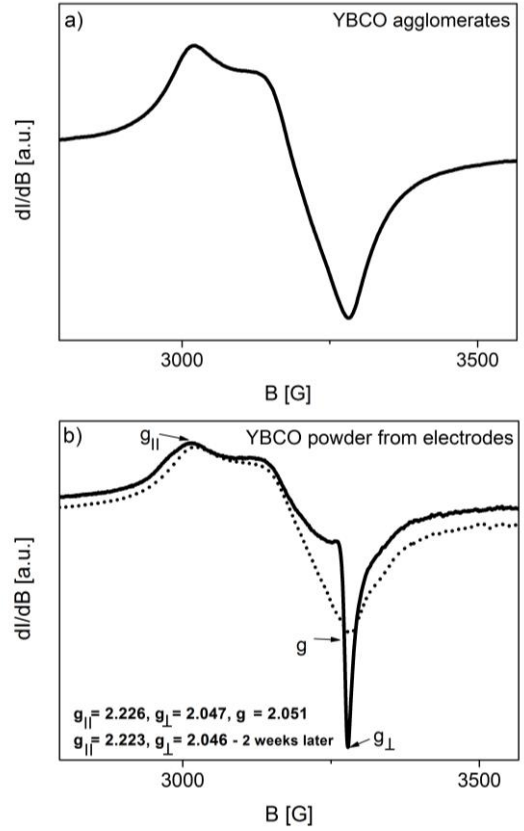 a) YBCO agglomerates
dI/dB [a.u.]
3000 3500
B [G]
b) YBCO powder from electrodes
g||
dI/dB [a.u.]
g
g⊥
g||= 2.226, g⊥= 2.047, g = 2.051
g||= 2.223, g⊥= 2.046 - 2 weeks later
3000 3500
B [G]